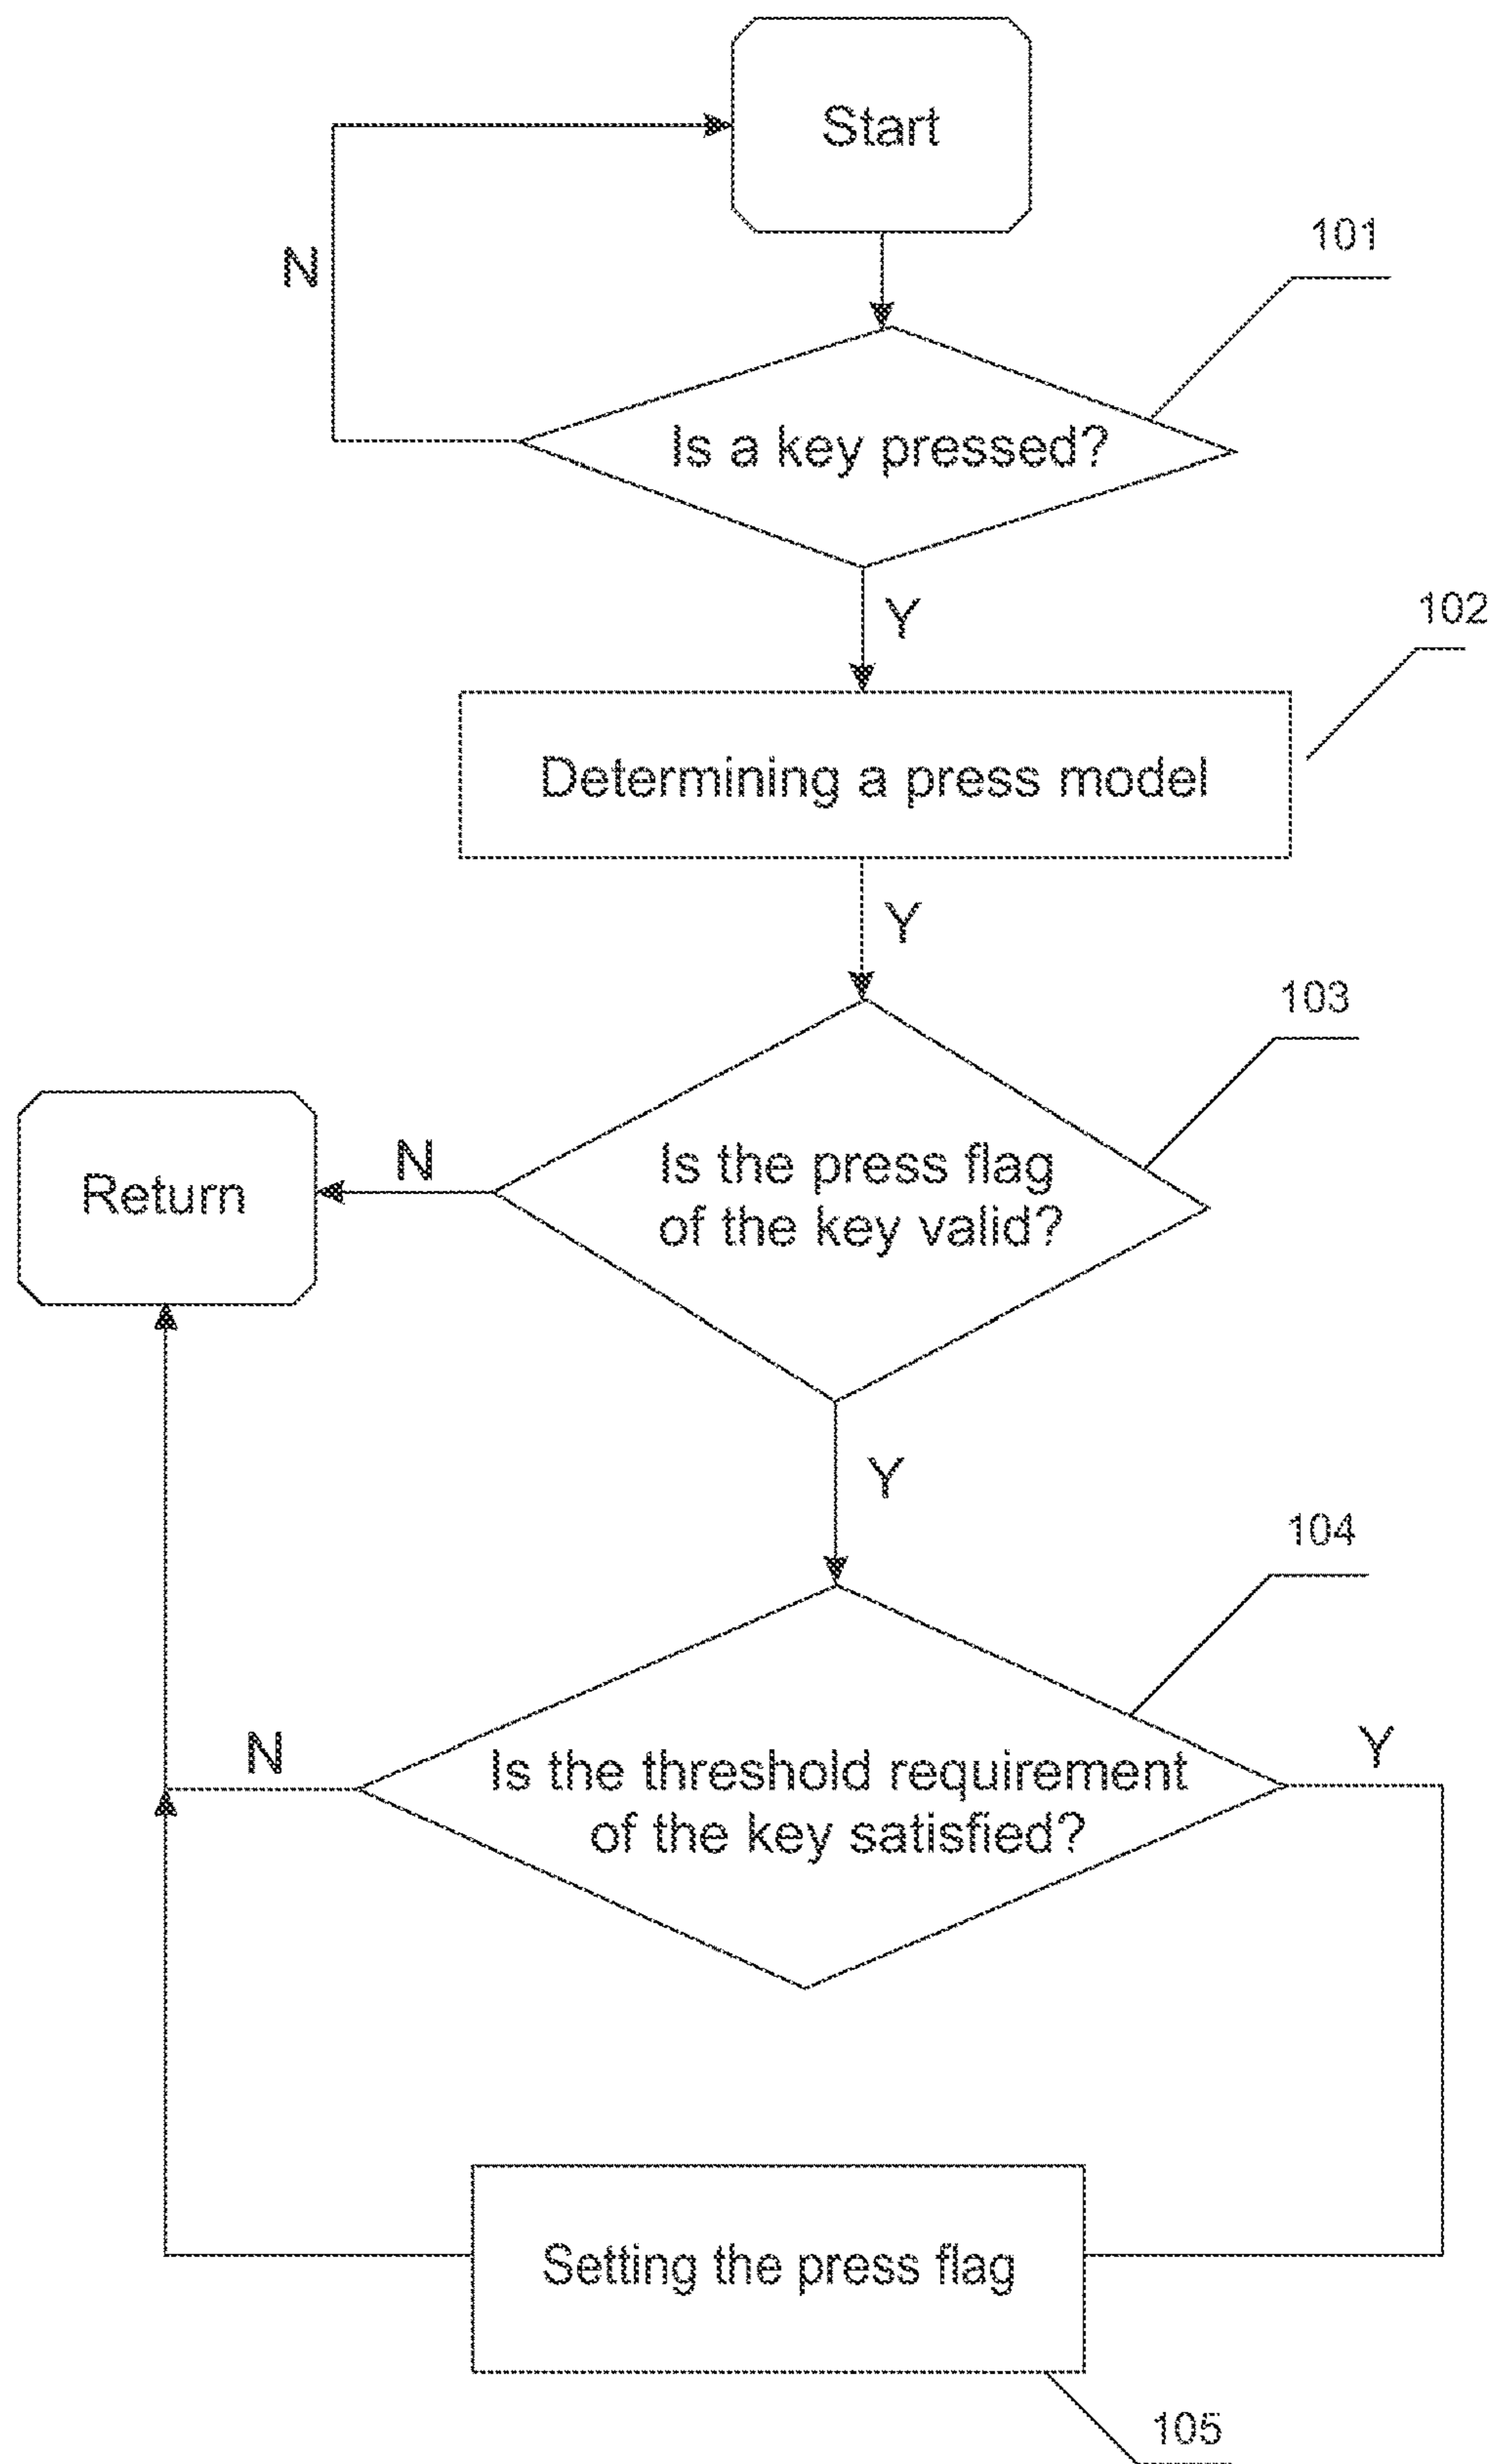 Start
N
101
Is a key pressed?
Y
102
Determining a press model
Y
103
Return
N
Is the press flag
of the key valid?
Y
104
N
Is the threshold requirement
of the key satisfied?
Y
Setting the press flag
105